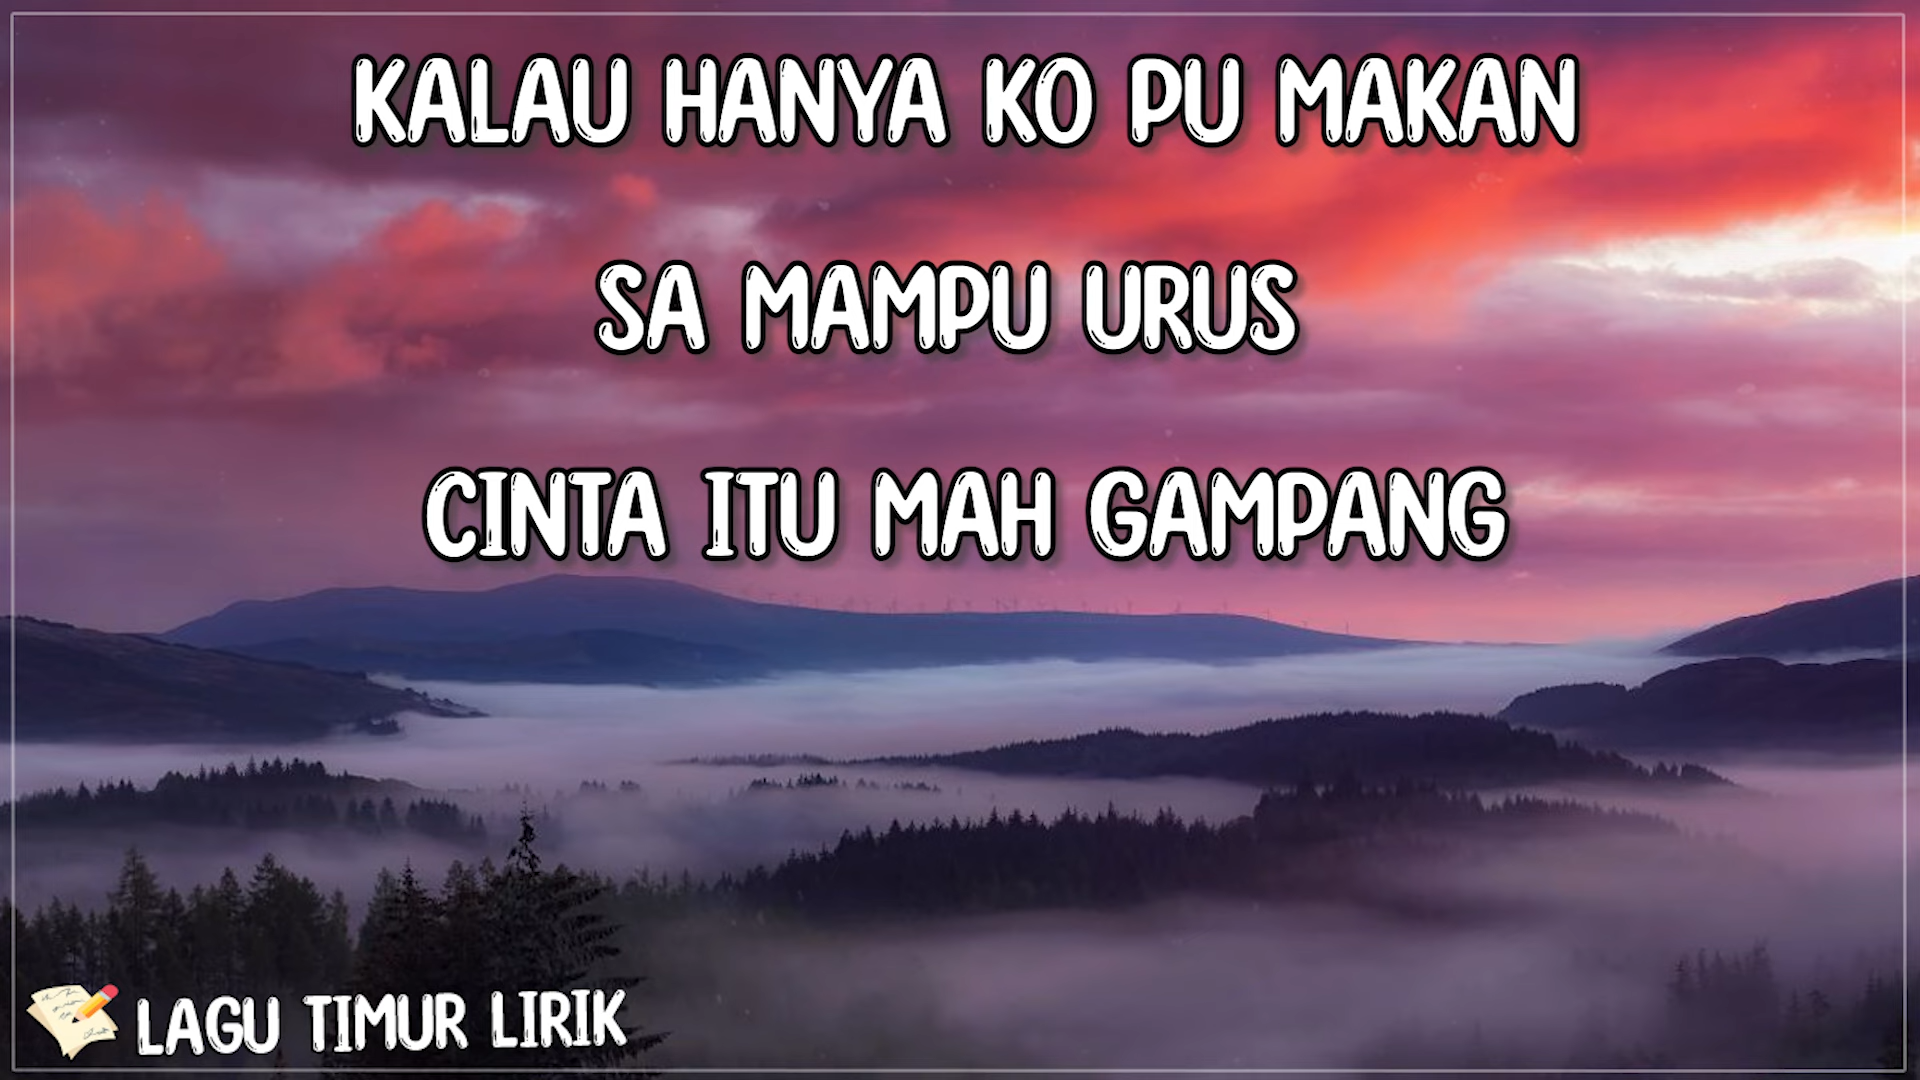 KALAU HANYA KO PU MAKAN
SA MAMPU URUS
CINTA ITU MAH GAMPANG
LAGU TIMUR LIRIK